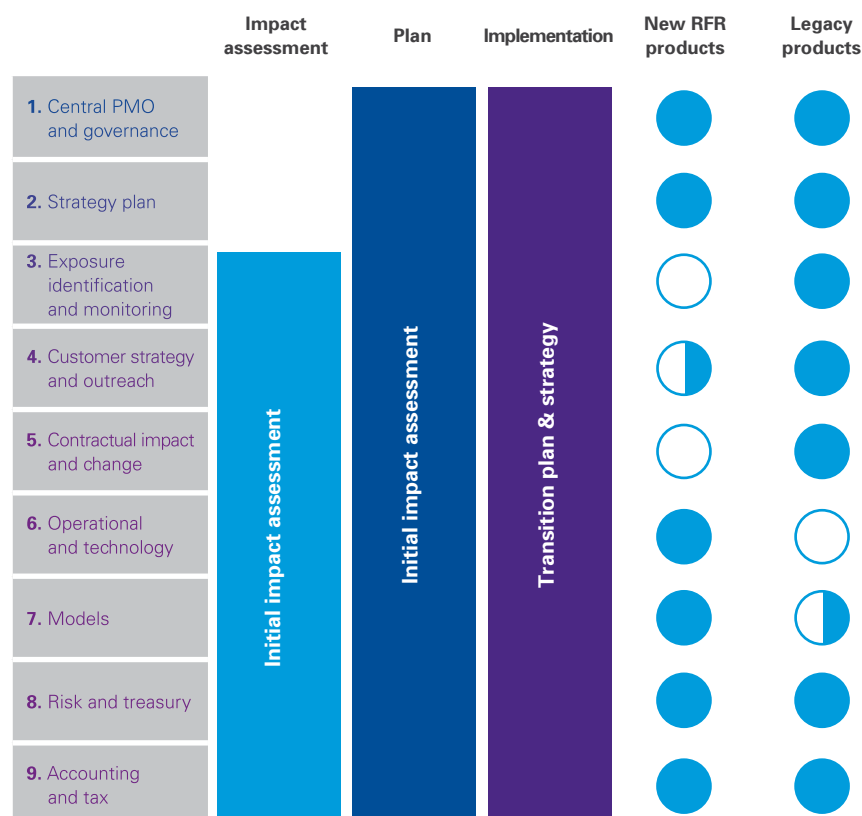 Impact
assessment
Plan
Implementation
New RFR
products
Legacy
products
1. Central PMO
and governance
2. Strategy plan
3. Exposure
identification
and monitoring
4. Customer strategy
and outreach
5. Contractual impact
and change
6. Operational
and technology
7. Models
8. Risk and treasury
9. Accounting
and tax
Initial impact assessment
Initial impact assessment
Transition plan & strategy